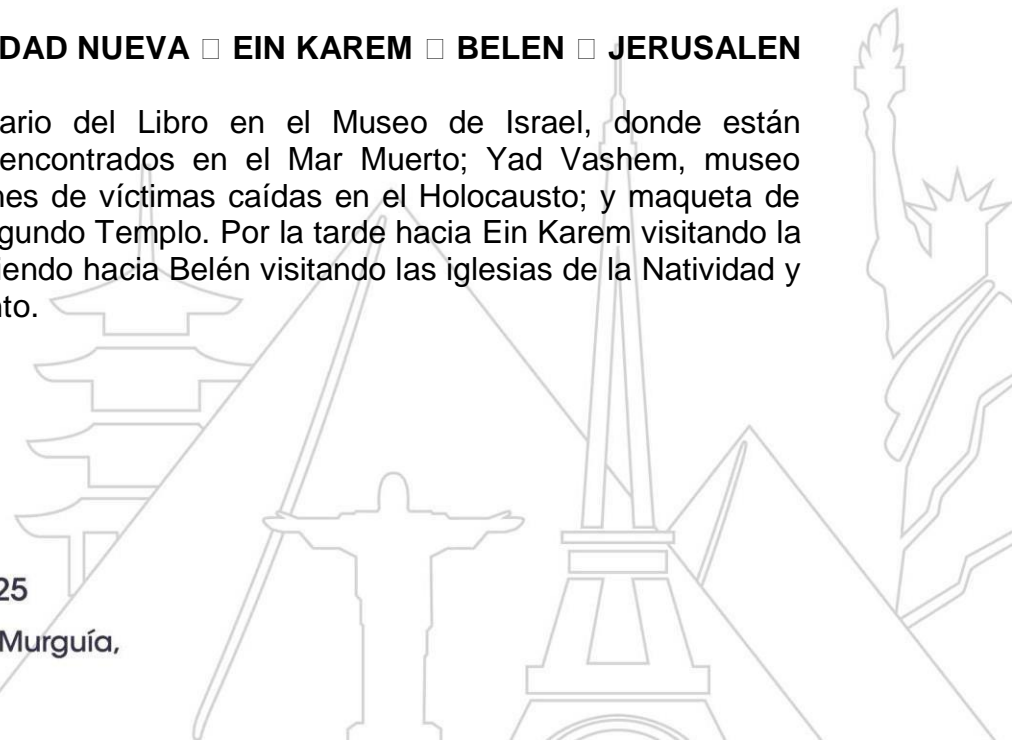 DAD NUEVA □ EIN KAREM □ BELEN □ JERUSALEN
ario del Libro en el Museo de Israel, donde están
encontrados en el Mar Muerto; Yad Vashem, museo
nes de víctimas caídas en el Holocausto; y maqueta de
gundo Templo. Por la tarde hacia Ein Karem visitando la
iendo hacia Belén visitando las iglesias de la Natividad y
nto.
25
Murguía,